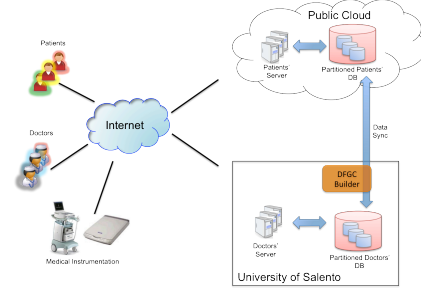 Public Cloud
Patients
Patients'
Server
Partitioned Patients'
DB
Internet
Doctors
Data
Sync
DFGC
Builder
Doctors'
Server
Partitioned Doctors'
DB
Medical Instrumentation
University of Salento